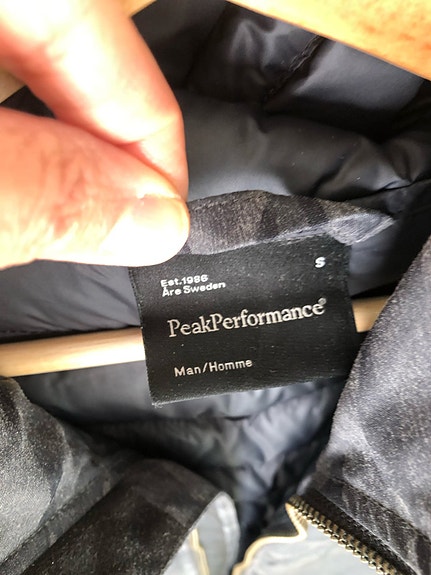 Est.1986
Åre Sweden
S
PeakPerformance®
Man/Homme